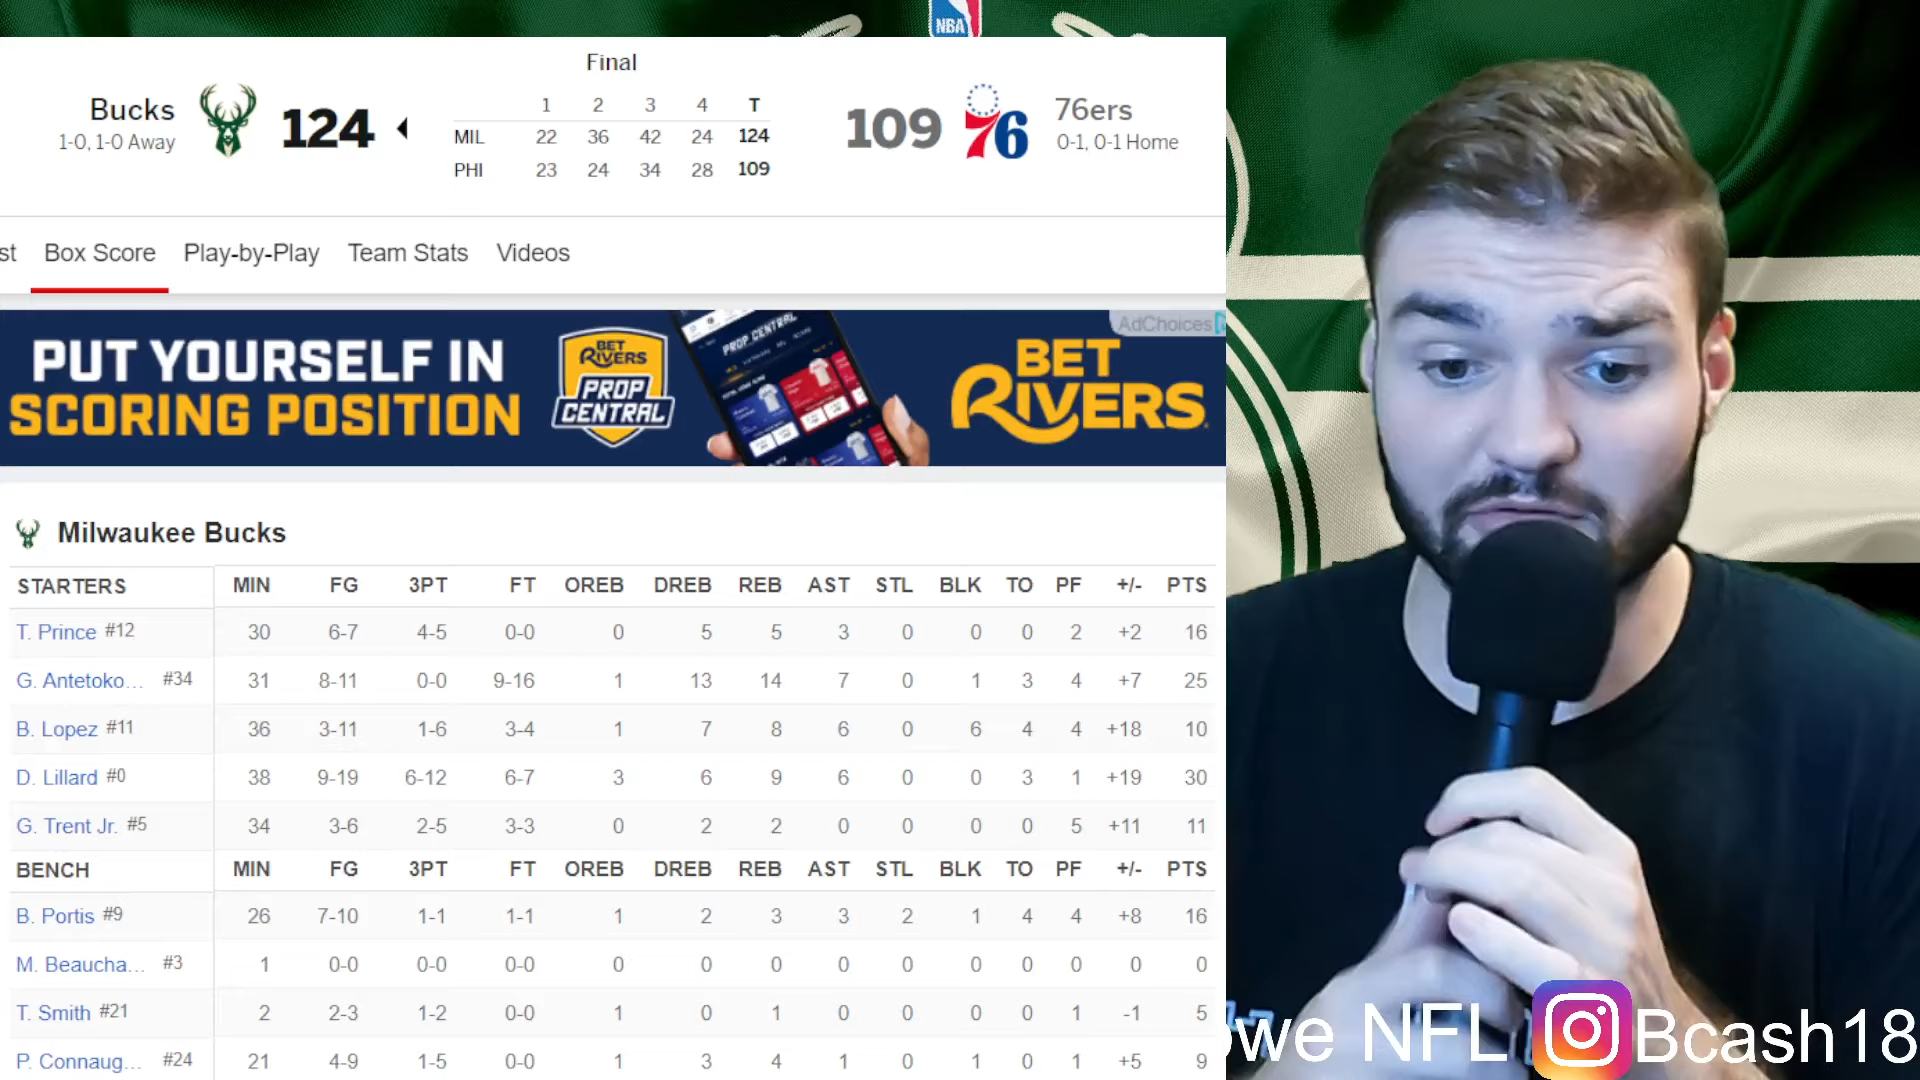 NBA
Final
Bucks
1-0, 1-0 Away
124
1 2 3 4 T
MIL 22 36 42 24 124
PHI 23 24 34 28 109
109
76
76ers
0-1, 0-1 Home
st Box Score Play-by-Play Team Stats Videos
PUT YOURSELF IN
SCORING POSITION
BET
RIVERS
PROP
CENTRAL
PROP CENTRAL
AdChoices
BET
RIVERS
Milwaukee Bucks
STARTERS MIN FG 3PT FT OREB DREB REB AST STL BLK TO PF +/- PTS
T. Prince #12 30 6-7 4-5 0-0 0 5 5 3 0 0 0 2 +2 16
G. Antetoko... #34 31 8-11 0-0 9-16 1 13 14 7 0 1 3 4 +7 25
B. Lopez #11 36 3-11 1-6 3-4 1 7 8 6 0 6 4 4 +18 10
D. Lillard #0 38 9-19 6-12 6-7 3 6 9 6 0 0 3 1 +19 30
G. Trent Jr. #5 34 3-6 2-5 3-3 0 2 2 0 0 0 0 5 +11 11
BENCH MIN FG 3PT FT OREB DREB REB AST STL BLK TO PF +/- PTS
B. Portis #9 26 7-10 1-1 1-1 1 2 3 3 2 1 4 4 +8 16
M. Beaucha... #3 1 0-0 0-0 0-0 0 0 0 0 0 0 0 0 0 0
T. Smith #21 2 2-3 1-2 0-0 1 0 1 0 0 0 0 1 -1 5
P. Connaug... #24 21 4-9 1-5 0-0 1 3 4 1 0 1 0 1 +5 9
owe NFL Bcash18